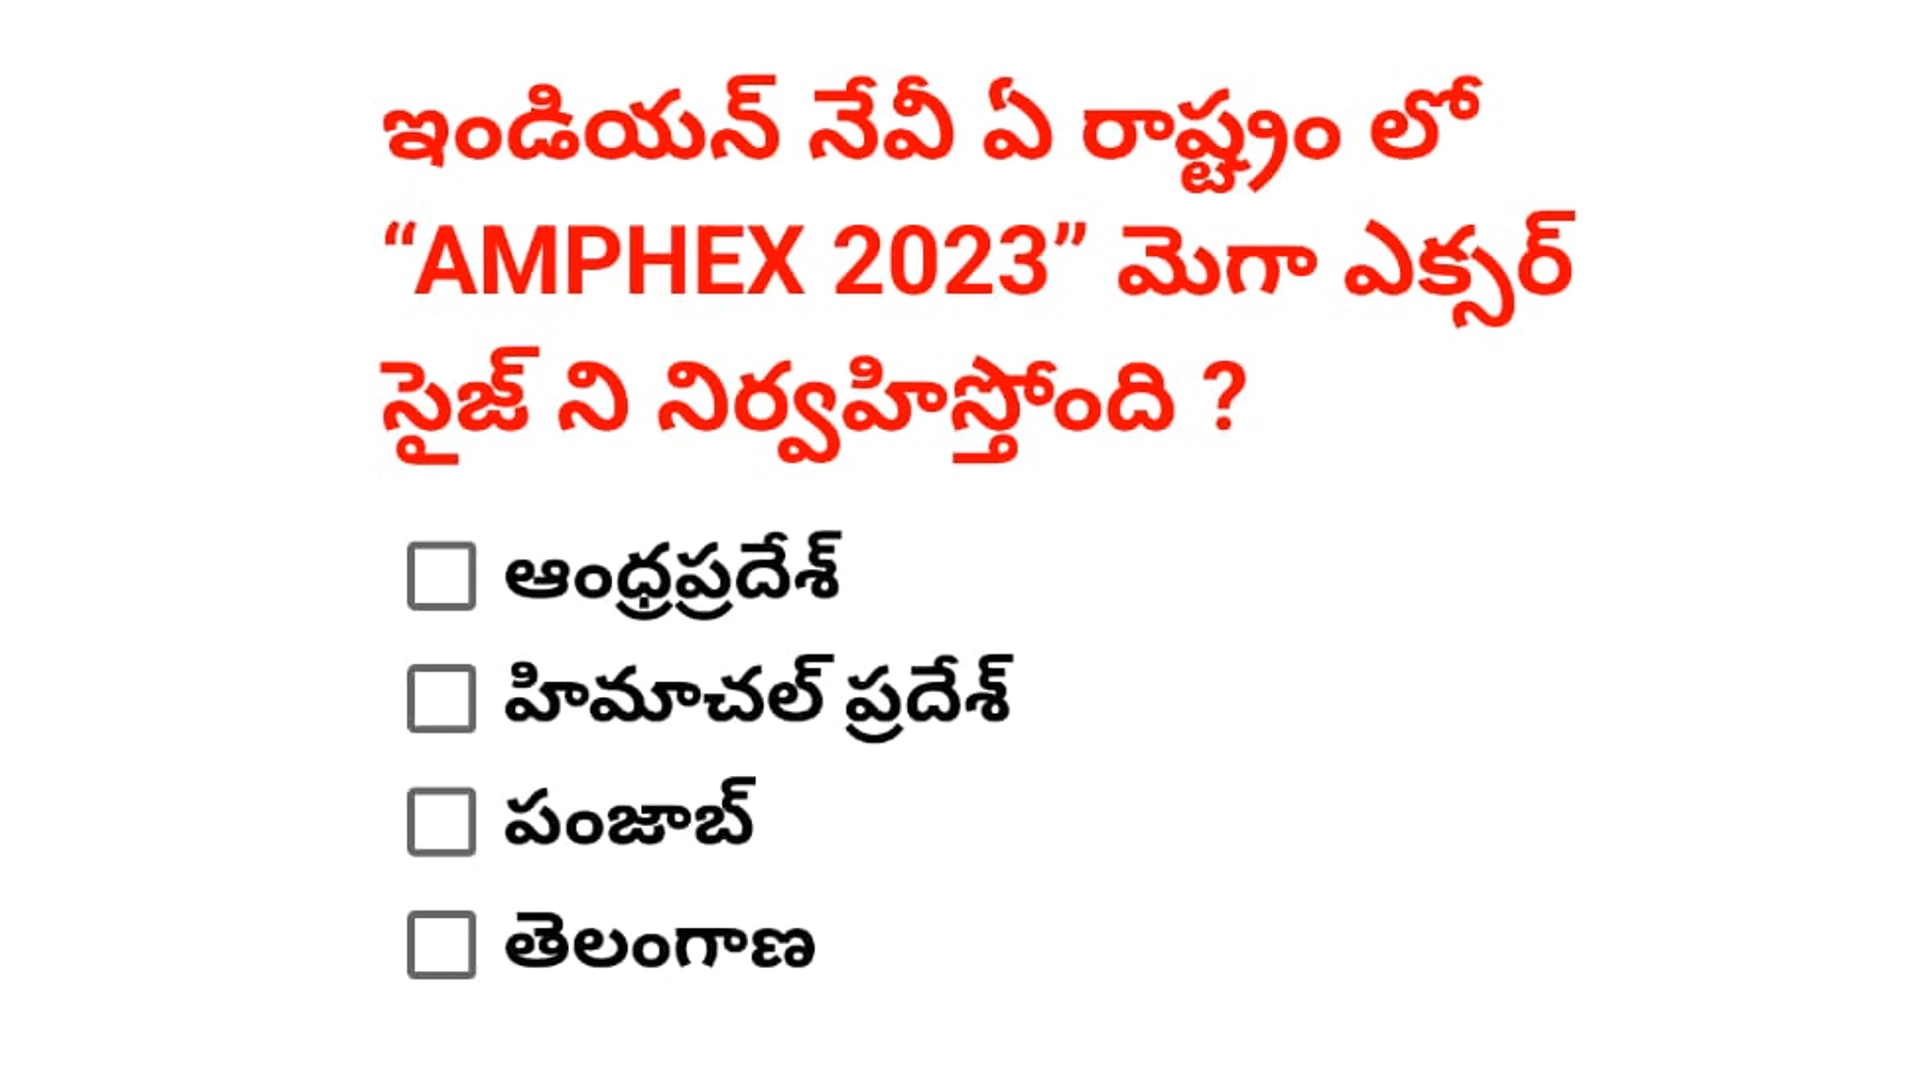 ఇండియన్ నేవీ ఏ రాష్ట్రం లో
“AMPHEX 2023” మెగా ఎక్సర్
సైజ్ ని నిర్వహిస్తోంది ?
ఆంధ్రప్రదేశ్
హిమాచల్ ప్రదేశ్
పంజాబ్
తెలంగాణ